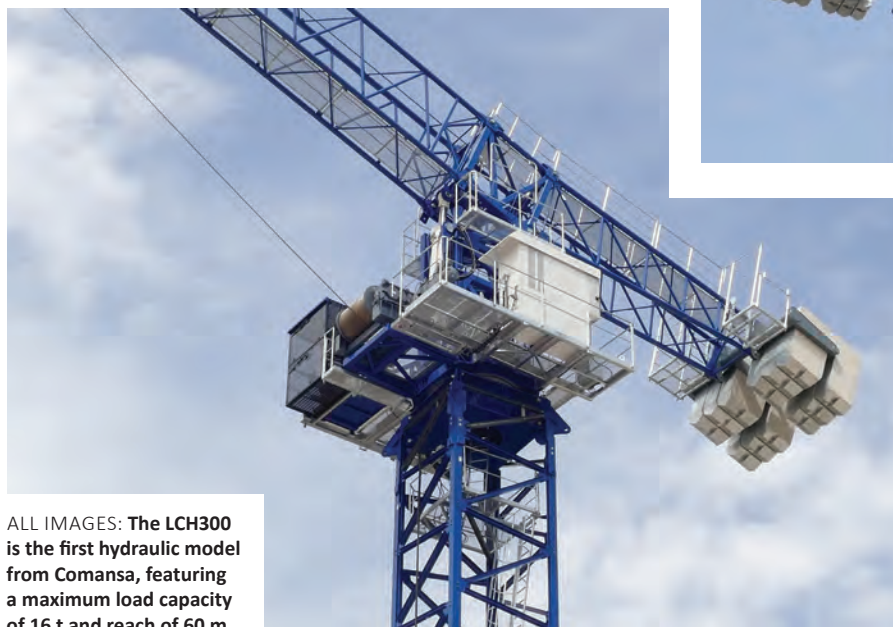 ALL IMAGES: The LCH300
is the first hydraulic model
from Comansa, featuring
a maximum load capacity
of 16 t and reach of 60 m